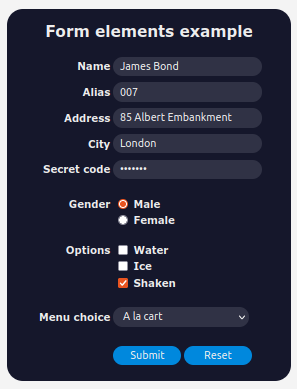 Form elements example
Name James Bond
Alias 007
Address 85 Albert Embankment
City London
Secret code •••••••
Gender Male
Female
Options Water
Ice
Shaken
Menu choice A la cart
Submit Reset